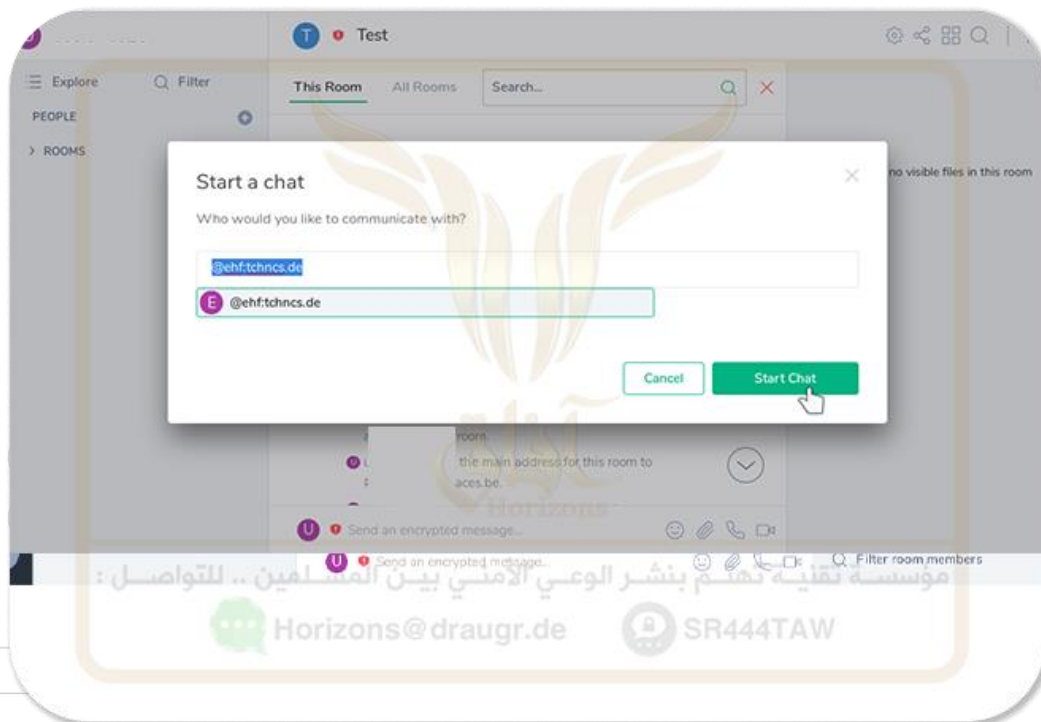 T Test
Explore Filter
This Room All Rooms Search...
PEOPLE
ROOMS
no visible files in this room
Start a chat
Who would you like to communicate with?
@ehf:tchncs.de
E @ehf:tchncs.de
Cancel Start Chat
room.
the main address for this room to
aces.be.
آفاق
Horizons
U Send an encrypted message...
U Send an encrypted message... Filter room members
مؤسسة تقنية تهتم بنشر الوعي الأمني بين المسلمين .. للتواصل :
Horizons@draugr.de SR444TAW